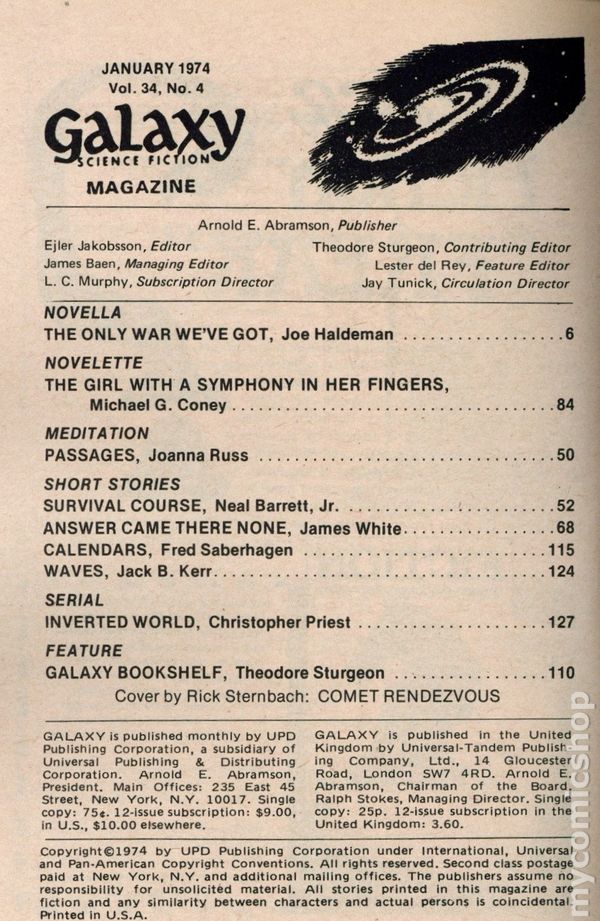 JANUARY 1974
Vol. 34, No. 4
Galaxy
SCIENCE FICTION
MAGAZINE
Arnold E. Abramson, Publisher
Ejler Jakobsson, Editor
James Baen, Managing Editor
L. C. Murphy, Subscription Director
Theodore Sturgeon, Contributing Editor
Lester del Rey, Feature Editor
Jay Tunick, Circulation Director
NOVELLA
THE ONLY WAR WE'VE GOT, Joe Haldeman ..................6
NOVELETTE
THE GIRL WITH A SYMPHONY IN HER FINGERS,
Michael G. Coney...................................84
MEDITATION
PASSAGES, Joanna Russ ................................50
SHORT STORIES
SURVIVAL COURSE, Neal Barrett, Jr. .......................52
ANSWER CAME THERE NONE, James White................68
CALENDARS, Fred Saberhagen ..........................115
WAVES, Jack B. Kerr....................................124
SERIAL
INVERTED WORLD, Christopher Priest .....................127
FEATURE
GALAXY BOOKSHELF, Theodore Sturgeon .................110
Cover by Rick Sternbach: COMET RENDEZVOUS
GALAXY is published monthly by UPD
Publishing Corporation, a subsidiary of
Universal Publishing & Distributing
Corporation. Arnold E. Abramson,
President. Main Offices: 235 East 45
Street, New York, N.Y. 10017. Single
copy: 75¢. 12-issue subscription: $9.00,
in U.S., $10.00 elsewhere.
GALAXY is published in the United
Kingdom by Universal-Tandem Publish-
ing Company, Ltd., 14 Gloucester
Road, London SW7 4RD. Arnold E.
Abramson, Chairman of the Board,
Ralph Stokes, Managing Director. Single
copy: 25p. 12-issue subscription in the
United Kingdom: 3.60.
Copyright©1974 by UPD Publishing Corporation under International, Universal
and Pan-American Copyright Conventions. All rights reserved. Second class postage
paid at New York, N.Y. and additional mailing offices. The publishers assume no
responsibility for unsolicited material. All stories printed in this magazine are
fiction and any similarity between characters and actual persons is coincidental.
Printed in U.S.A.
mycomicshop